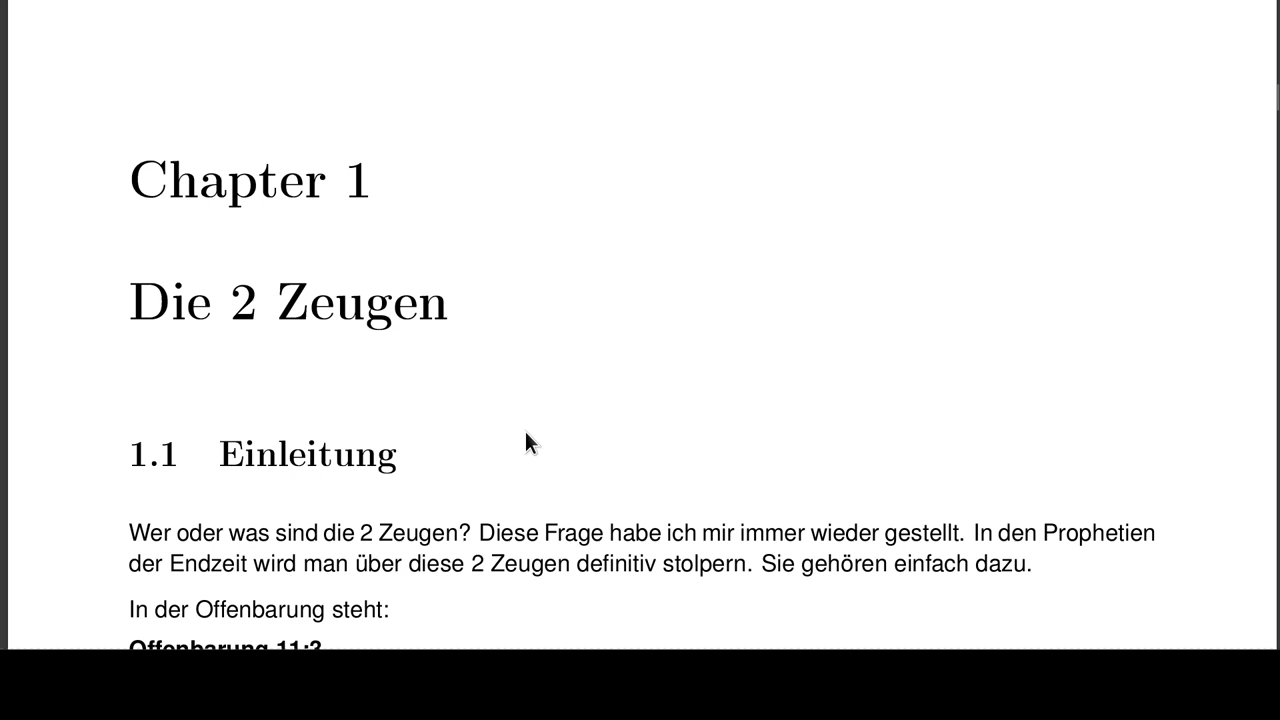 Chapter 1
Die 2 Zeugen
1.1 Einleitung
Wer oder was sind die 2 Zeugen? Diese Frage habe ich mir immer wieder gestellt. In den Prophetien
der Endzeit wird man über diese 2 Zeugen definitiv stolpern. Sie gehören einfach dazu.
In der Offenbarung steht:
Offenbarung